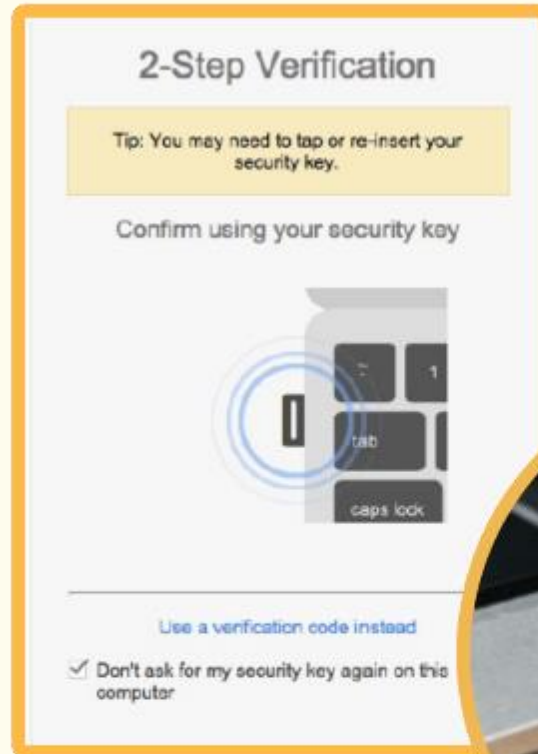 2-Step Verification
Tip: You may need to tap or re-insert your
security key.
Confirm using your security key
~
1
tab
caps lock
Use a verification code instead
Don't ask for my security key again on this
computer